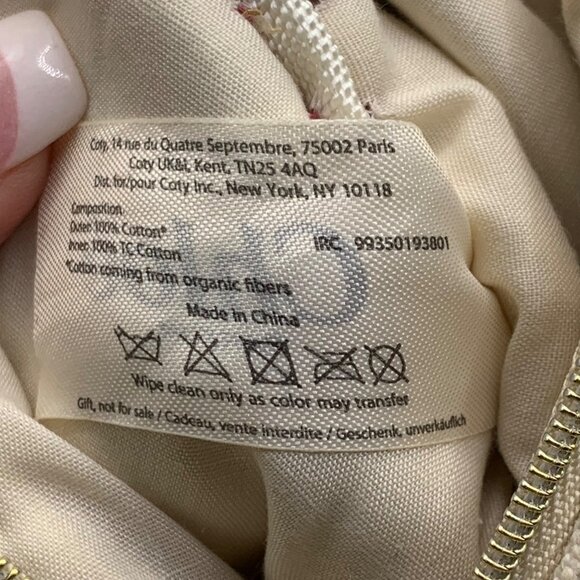 Coty, 14 rue du Quatre Septembre, 75002 Paris
Coty UK&I, Kent, TN25 4AQ
Dist. for/pour Coty Inc., New York, NY 10118
Composition
Outer: 100% Cotton*
Inner: 100% TC Cotton
IRC 99350193801
*Cotton coming from organic fibers
Made in China
Wipe clean only as color may transfer
Gift, not for sale / Cadeau, vente interdite / Geschenk, unverkäuflich